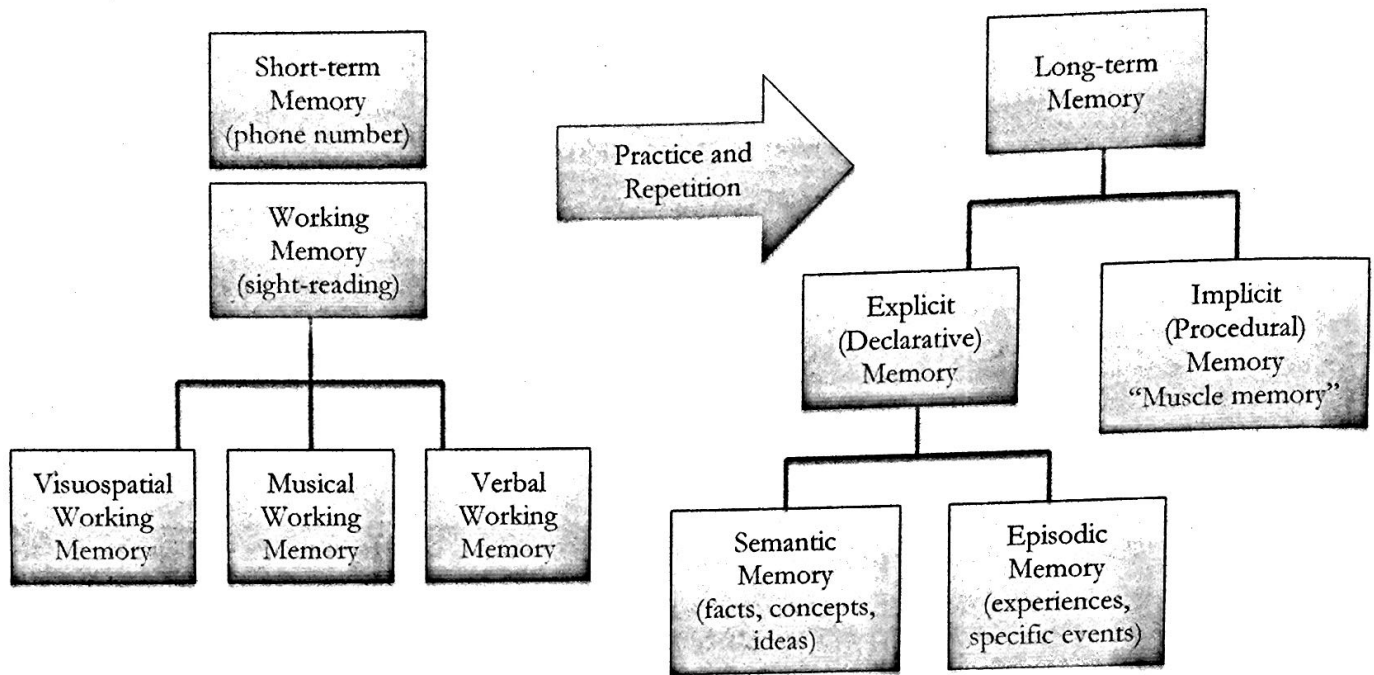 Short-term
Memory
(phone number)
Working
Memory
(sight-reading)
Visuospatial
Working
Memory
Musical
Working
Memory
Verbal
Working
Memory
Practice and
Repetition
Long-term
Memory
Explicit
(Declarative)
Memory
Implicit
(Procedural)
Memory
“Muscle memory”
Semantic
Memory
(facts, concepts,
ideas)
Episodic
Memory
(experiences,
specific events)